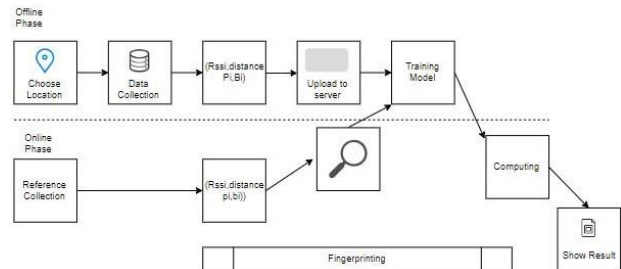 Offline
Phase
Choose
Location
Data
Collection
(Rssi,distance
Pi,Bi)
Upload to
server
Training
Model
Online
Phase
Reference
Collection
(Rssi,distance
pi,bi))
Computing
Show Result
Fingerprinting